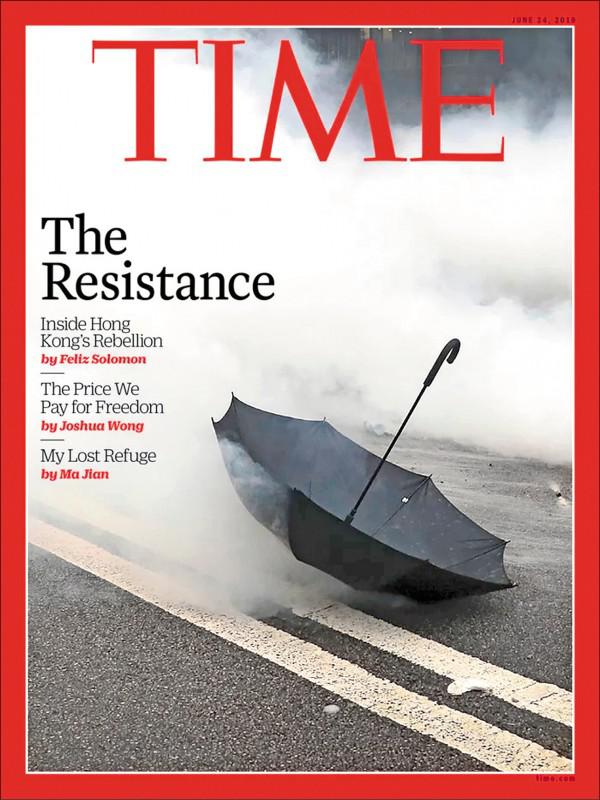 JUNE 24, 2019
TIME
The
Resistance
Inside Hong
Kong's Rebellion
by Feliz Solomon
The Price We
Pay for Freedom
by Joshua Wong
My Lost Refuge
by Ma Jian
time.com